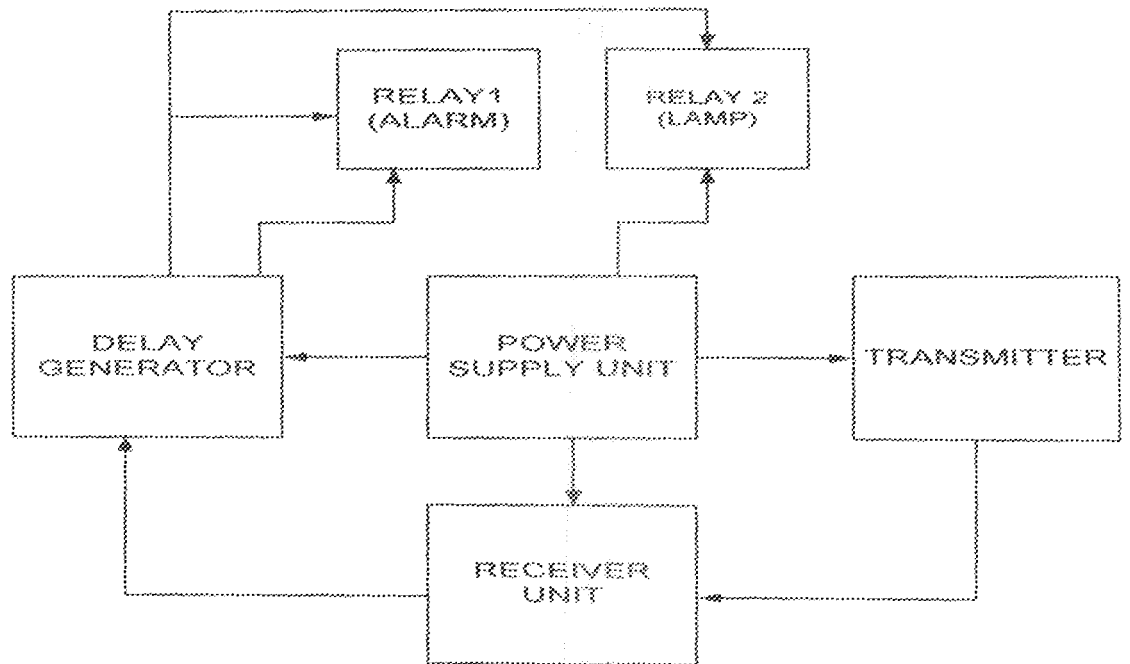 RELAY1
(ALARM)
RELAY 2
(LAMP)
DELAY
GENERATOR
POWER
SUPPLY UNIT
TRANSMITTER
RECEIVER
UNIT